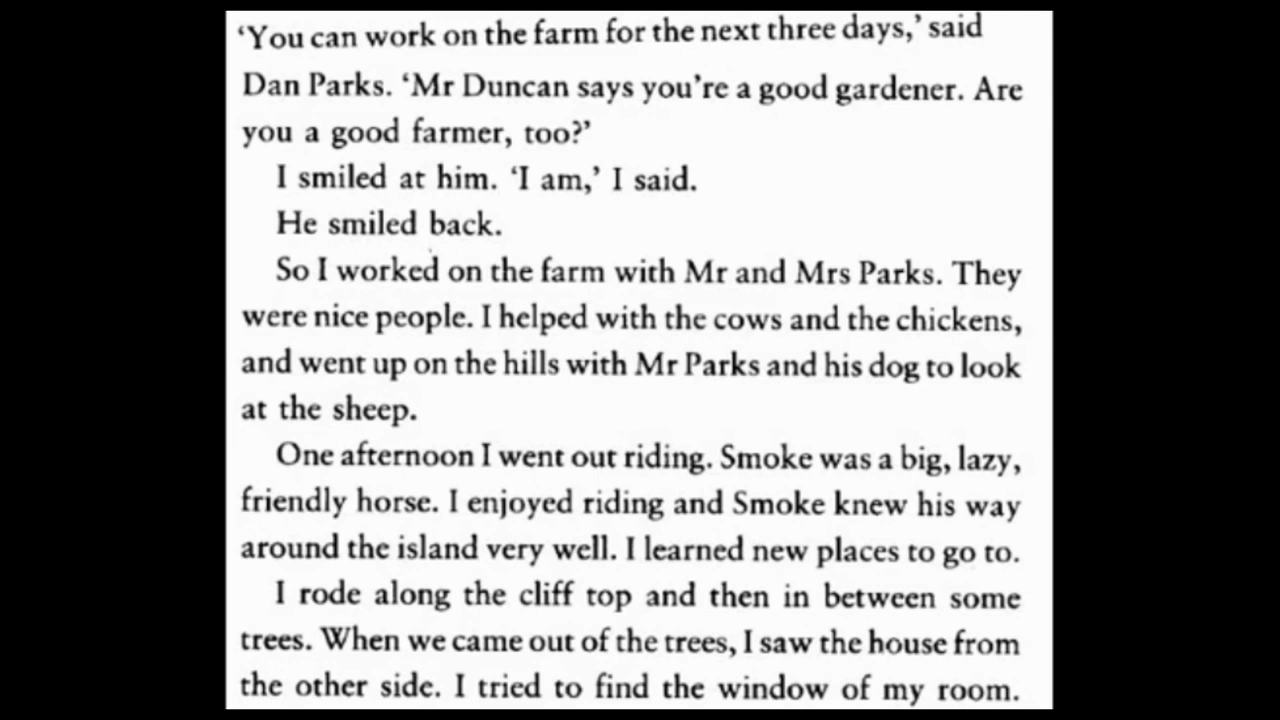 ‘You can work on the farm for the next three days,’ said
Dan Parks. ‘Mr Duncan says you’re a good gardener. Are
you a good farmer, too?’
I smiled at him. ‘I am,’ I said.
He smiled back.
So I worked on the farm with Mr and Mrs Parks. They
were nice people. I helped with the cows and the chickens,
and went up on the hills with Mr Parks and his dog to look
at the sheep.
One afternoon I went out riding. Smoke was a big, lazy,
friendly horse. I enjoyed riding and Smoke knew his way
around the island very well. I learned new places to go to.
I rode along the cliff top and then in between some
trees. When we came out of the trees, I saw the house from
the other side. I tried to find the window of my room.